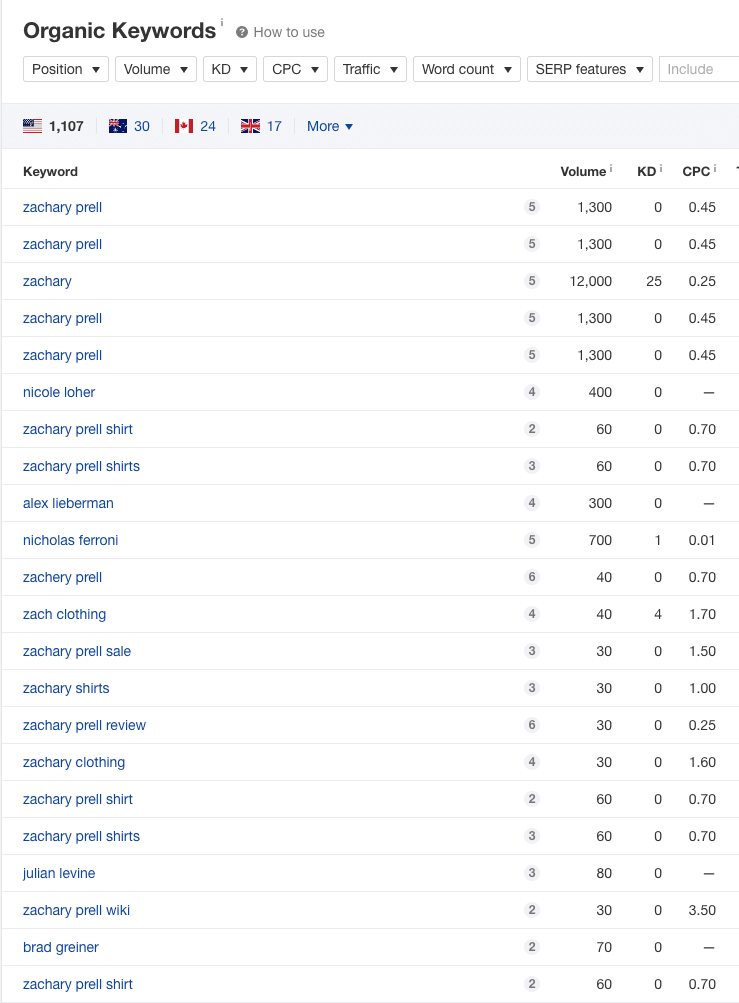 Organic Keywords i ? How to use
Position Volume KD CPC Traffic Word count SERP features Include
1,107 30 24 17 More
Keyword Volume i KD i CPC i
zachary prell 5 1,300 0 0.45
zachary prell 5 1,300 0 0.45
zachary 5 12,000 25 0.25
zachary prell 5 1,300 0 0.45
zachary prell 5 1,300 0 0.45
nicole loher 4 400 0 —
zachary prell shirt 2 60 0 0.70
zachary prell shirts 3 60 0 0.70
alex lieberman 4 300 0 —
nicholas ferroni 5 700 1 0.01
zachery prell 6 40 0 0.70
zach clothing 4 40 4 1.70
zachary prell sale 3 30 0 1.50
zachary shirts 3 30 0 1.00
zachary prell review 6 30 0 0.25
zachary clothing 4 30 0 1.60
zachary prell shirt 2 60 0 0.70
zachary prell shirts 3 60 0 0.70
julian levine 3 80 0 —
zachary prell wiki 2 30 0 3.50
brad greiner 2 70 0 —
zachary prell shirt 2 60 0 0.70